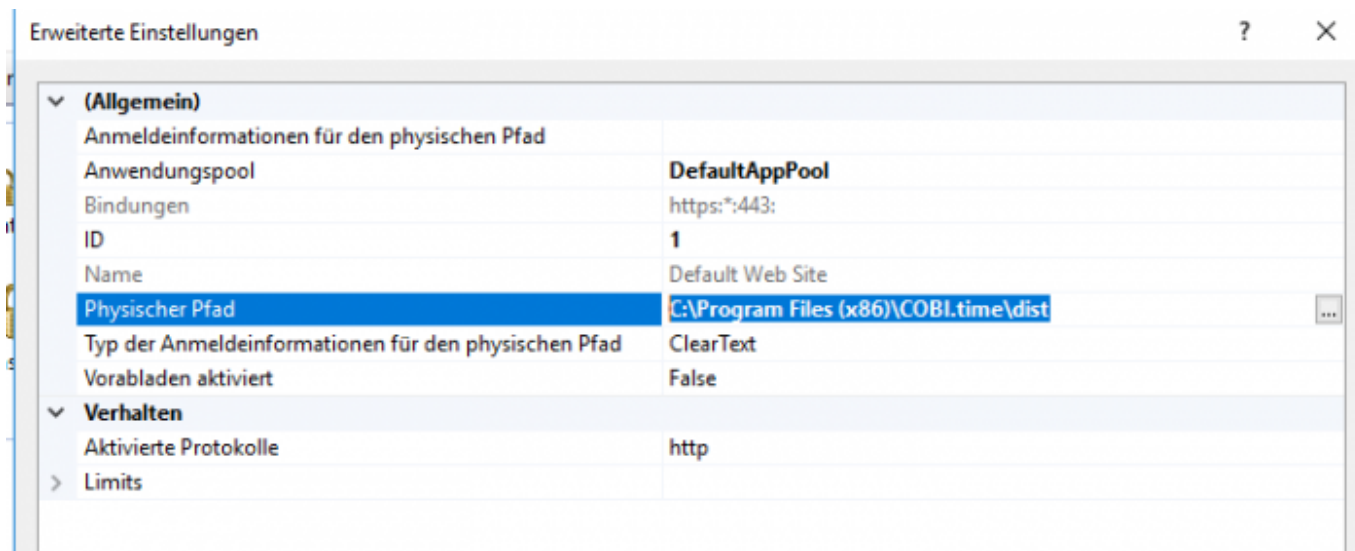 Erweiterte Einstellungen ?
(Allgemein)
Anmeldeinformationen für den physischen Pfad
Anwendungspool DefaultAppPool
Bindungen https:*:443:
ID 1
Name Default Web Site
Physischer Pfad C:\Program Files (x86)\COBI.time\dist ...
Typ der Anmeldeinformationen für den physischen Pfad ClearText
Vorabladen aktiviert False
Verhalten
Aktivierte Protokolle http
Limits